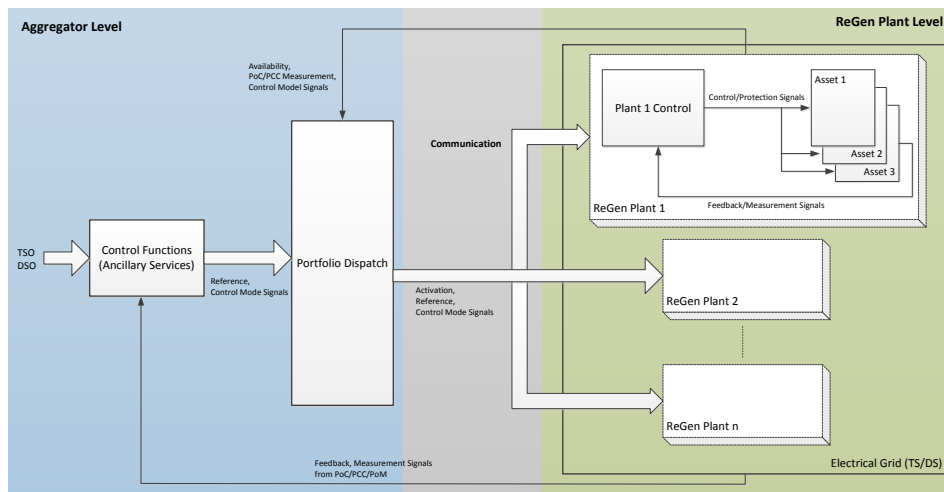 Aggregator Level
ReGen Plant Level
Availability,
PoC/PCC Measurement,
Control Model Signals
Communication
Plant 1 Control
Control/Protection Signals
Asset 1
Asset 2
Asset 3
Feedback/Measurement Signals
ReGen Plant 1
TSO
DSO
Control Functions
(Ancillary Services)
Reference,
Control Mode Signals
Portfolio Dispatch
Activation,
Reference,
Control Mode Signals
ReGen Plant 2
ReGen Plant n
Feedback, Measurement Signals
from PoC/PCC/PoM
Electrical Grid (TS/DS)